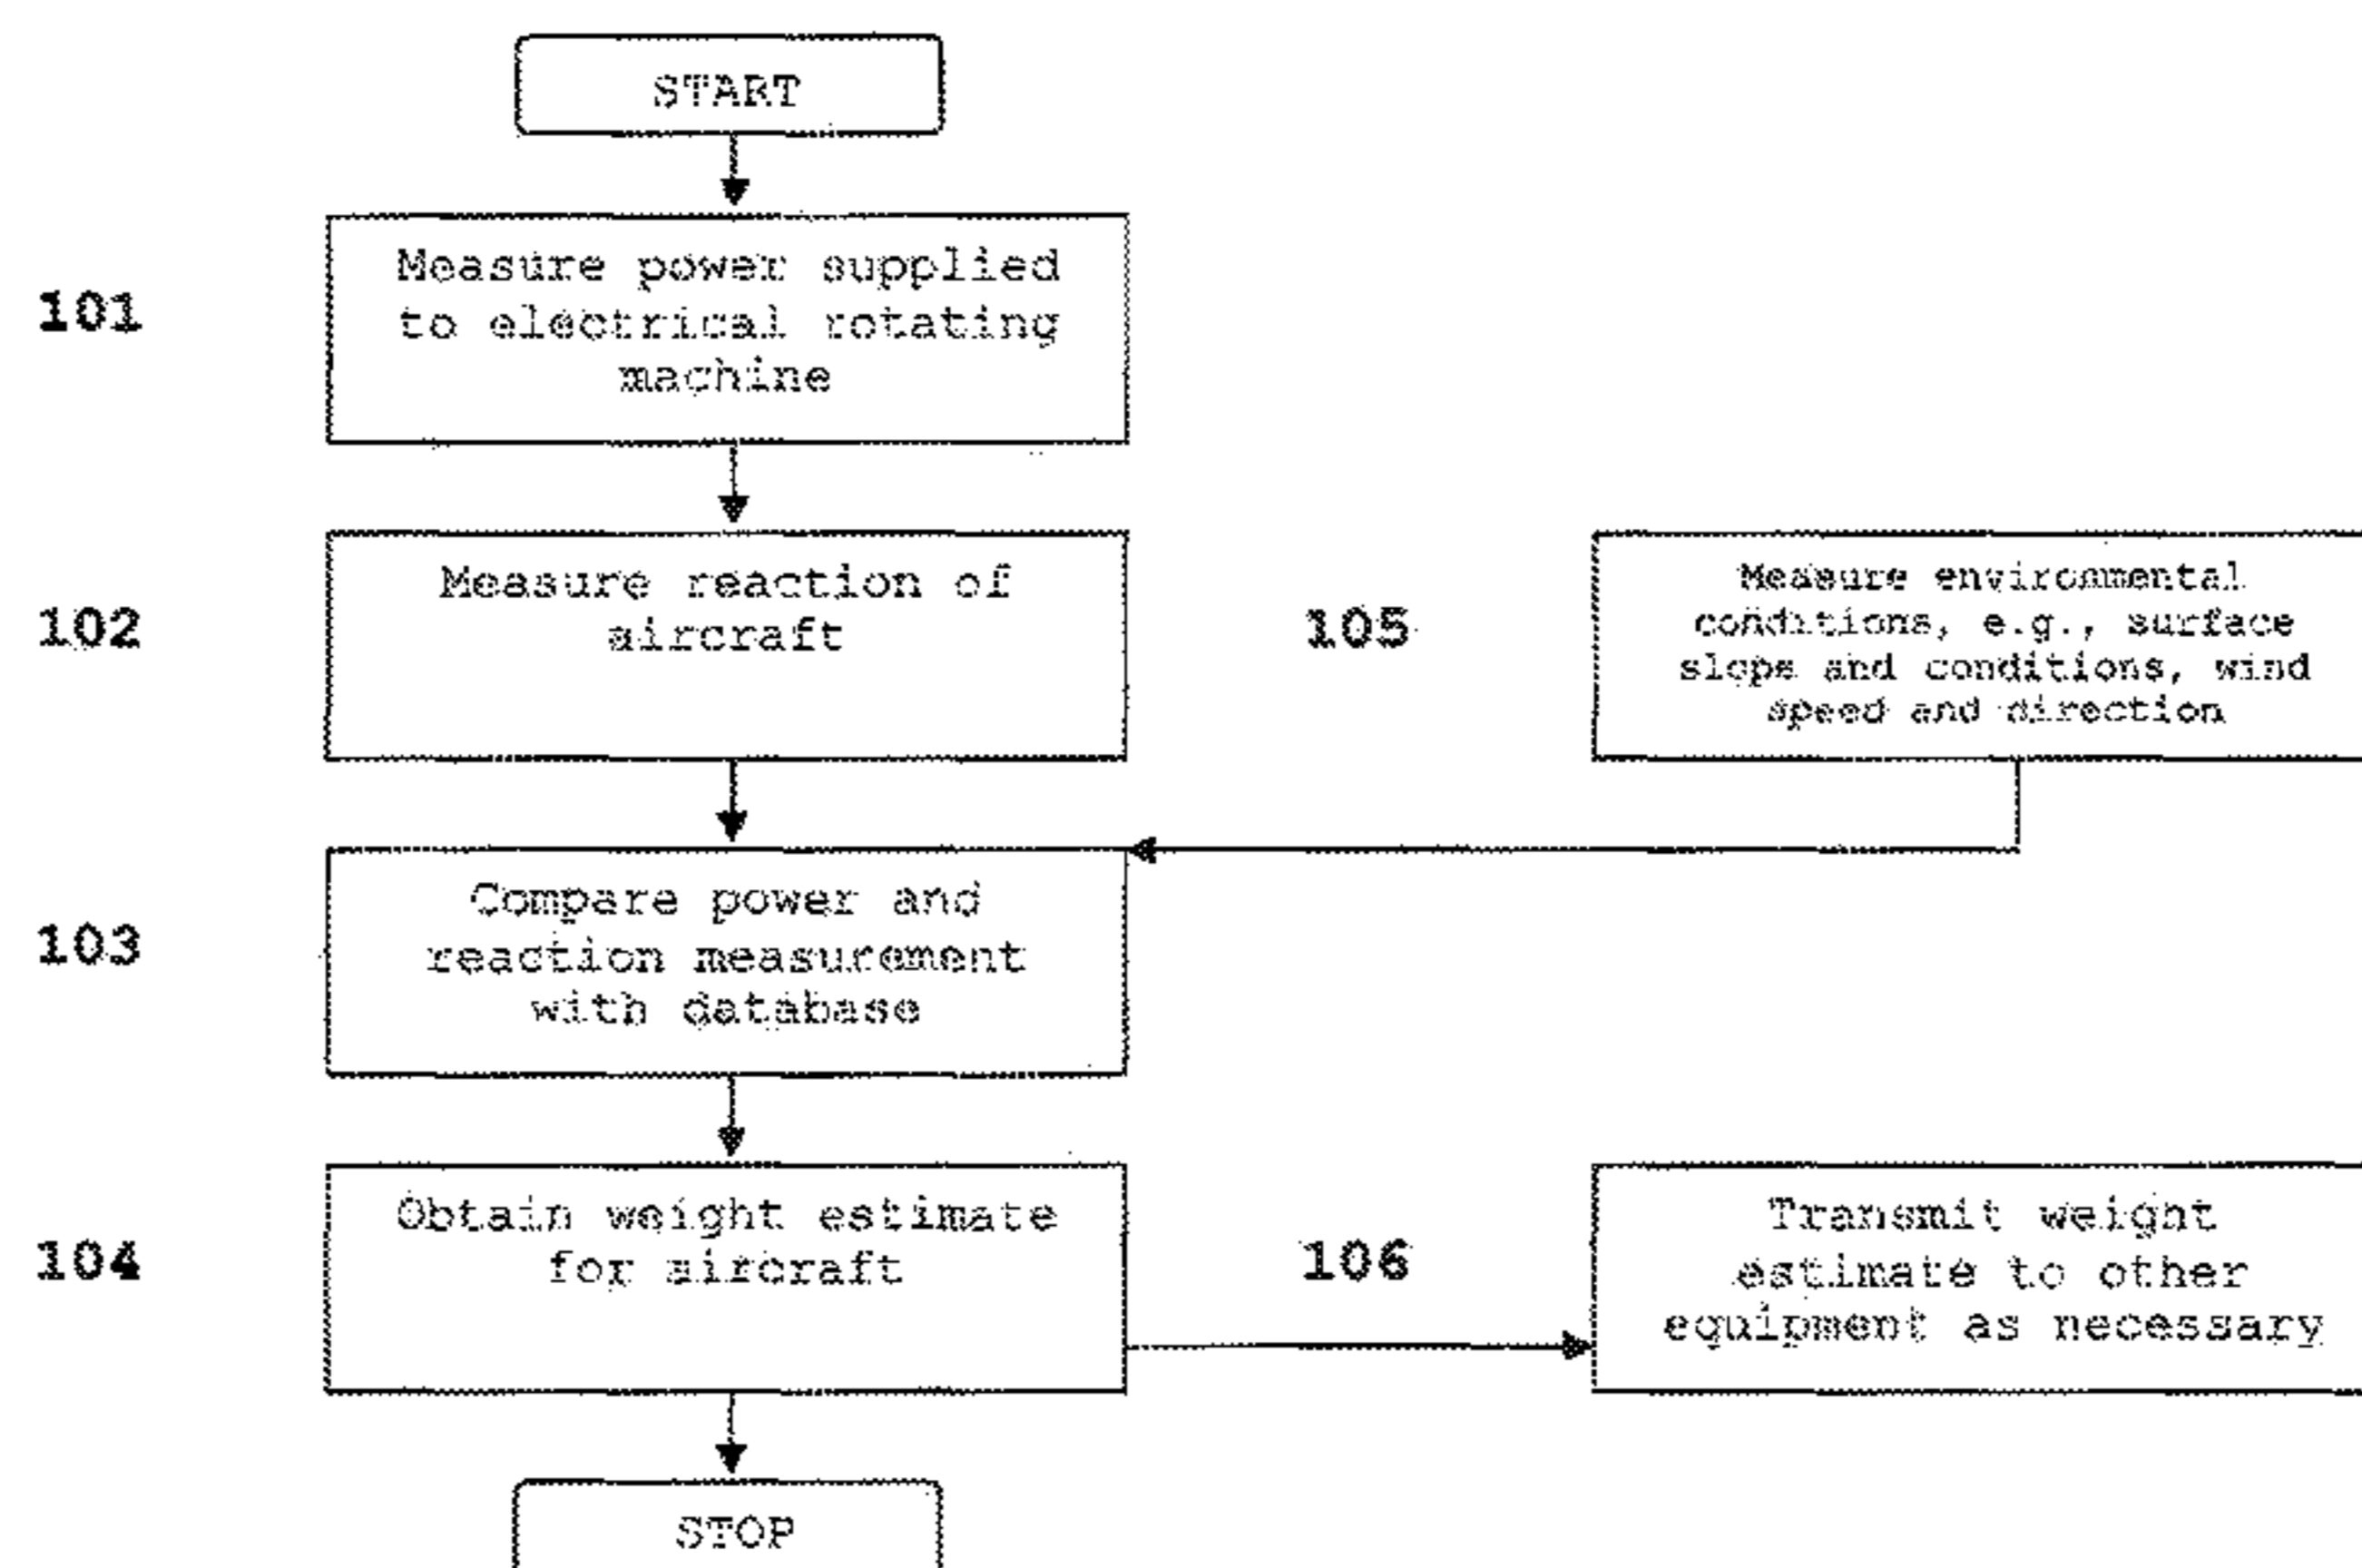 START
101
Measure power supplied
to electrical rotating
machine
102
Measure reaction of
aircraft
105
Measure environmental
conditions, e.g., surface
slope and conditions, wind
speed and direction
103
Compare power and
reaction measurement
with database
104
Obtain weight estimate
for aircraft
106
Transmit weight
estimate to other
equipment as necessary
STOP